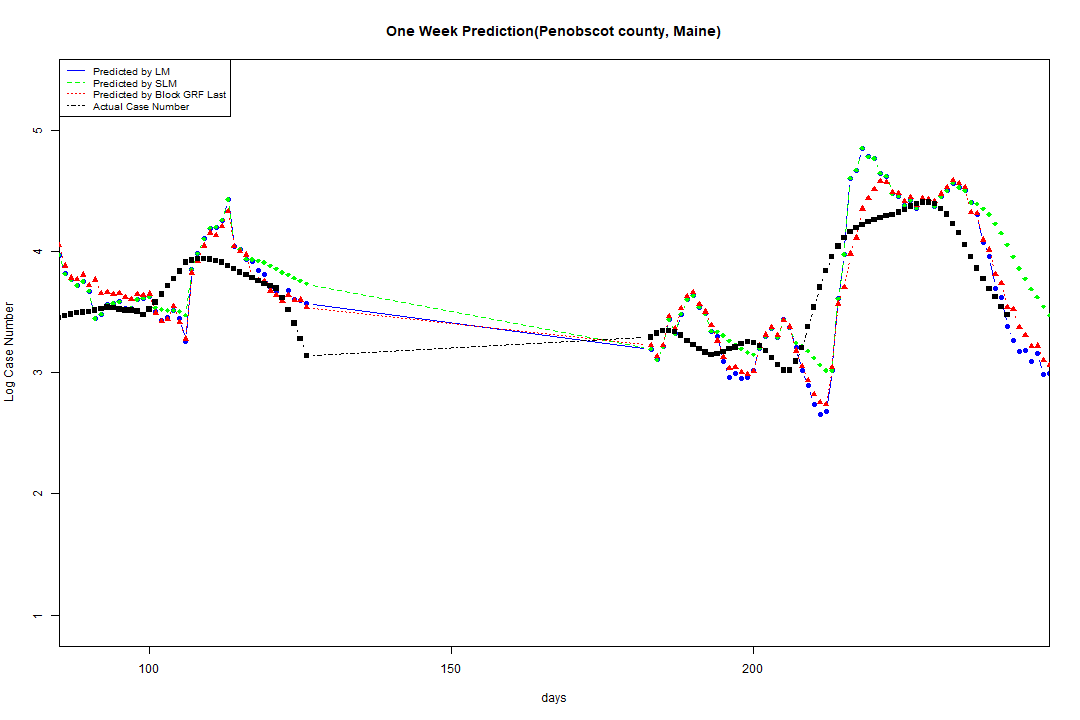 One Week Prediction(Penobscot county, Maine)
Predicted by LM
Predicted by SLM
Predicted by Block GRF Last
Actual Case Number
5
4
3
2
1
Log Case Number
100 150 200
days